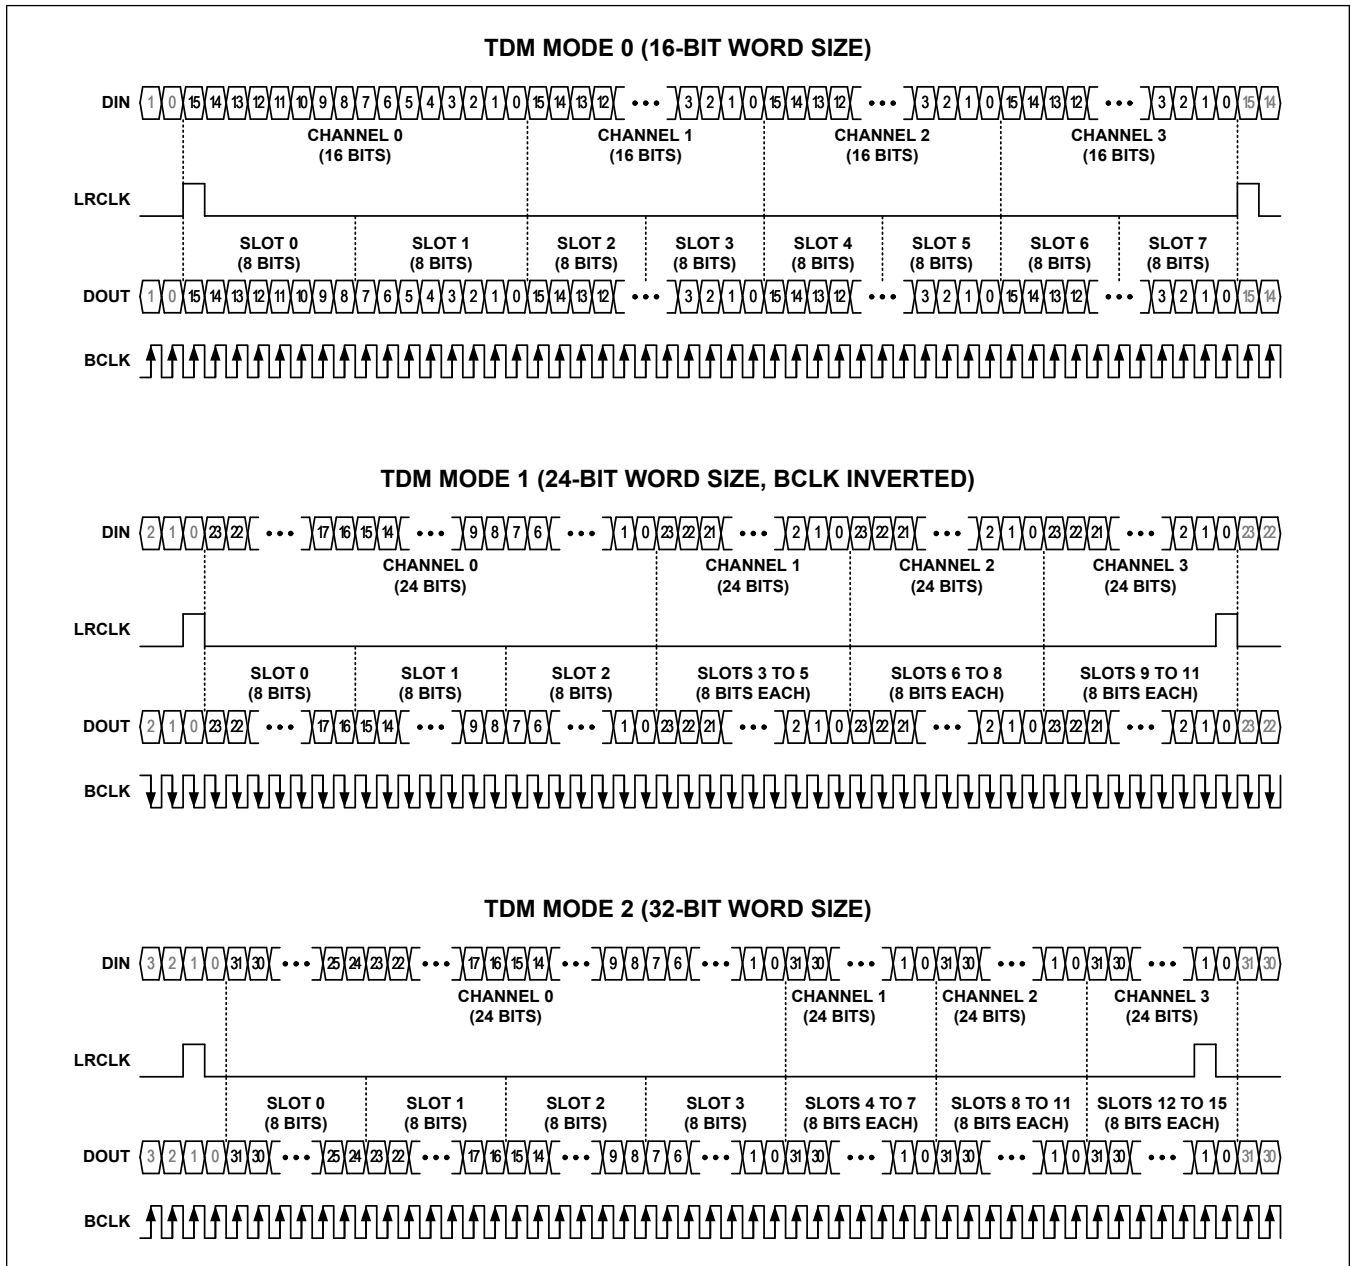 TDM MODE 0 (16-BIT WORD SIZE)
DIN 1 0 15 14 13 12 11 10 9 8 7 6 5 4 3 2 1 0 15 14 13 12 ••• 3 2 1 0 15 14 13 12 ••• 3 2 1 0 15 14 13 12 ••• 3 2 1 0 15 14
CHANNEL 0 CHANNEL 1 CHANNEL 2 CHANNEL 3
(16 BITS) (16 BITS) (16 BITS) (16 BITS)
LRCLK
SLOT 0 SLOT 1 SLOT 2 SLOT 3 SLOT 4 SLOT 5 SLOT 6 SLOT 7
(8 BITS) (8 BITS) (8 BITS) (8 BITS) (8 BITS) (8 BITS) (8 BITS) (8 BITS)
DOUT 1 0 15 14 13 12 11 10 9 8 7 6 5 4 3 2 1 0 15 14 13 12 ••• 3 2 1 0 15 14 13 12 ••• 3 2 1 0 15 14 13 12 ••• 3 2 1 0 15 14
BCLK
TDM MODE 1 (24-BIT WORD SIZE, BCLK INVERTED)
DIN 2 1 0 23 22 ••• 17 16 15 14 ••• 9 8 7 6 ••• 1 0 23 22 21 ••• 2 1 0 23 22 21 ••• 2 1 0 23 22 21 ••• 2 1 0 23 22
CHANNEL 0 CHANNEL 1 CHANNEL 2 CHANNEL 3
(24 BITS) (24 BITS) (24 BITS) (24 BITS)
LRCLK
SLOT 0 SLOT 1 SLOT 2 SLOTS 3 TO 5 SLOTS 6 TO 8 SLOTS 9 TO 11
(8 BITS) (8 BITS) (8 BITS) (8 BITS EACH) (8 BITS EACH) (8 BITS EACH)
DOUT 2 1 0 23 22 ••• 17 16 15 14 ••• 9 8 7 6 ••• 1 0 23 22 21 ••• 2 1 0 23 22 21 ••• 2 1 0 23 22 21 ••• 2 1 0 23 22
BCLK
TDM MODE 2 (32-BIT WORD SIZE)
DIN 3 2 1 0 31 30 ••• 25 24 23 22 ••• 17 16 15 14 ••• 9 8 7 6 ••• 1 0 31 30 ••• 1 0 31 30 ••• 1 0 31 30 ••• 1 0 31 30
CHANNEL 0 CHANNEL 1 CHANNEL 2 CHANNEL 3
(24 BITS) (24 BITS) (24 BITS) (24 BITS)
LRCLK
SLOT 0 SLOT 1 SLOT 2 SLOT 3 SLOTS 4 TO 7 SLOTS 8 TO 11 SLOTS 12 TO 15
(8 BITS) (8 BITS) (8 BITS) (8 BITS) (8 BITS EACH) (8 BITS EACH) (8 BITS EACH)
DOUT 3 2 1 0 31 30 ••• 25 24 23 22 ••• 17 16 15 14 ••• 9 8 7 6 ••• 1 0 31 30 ••• 1 0 31 30 ••• 1 0 31 30 ••• 1 0 31 30
BCLK